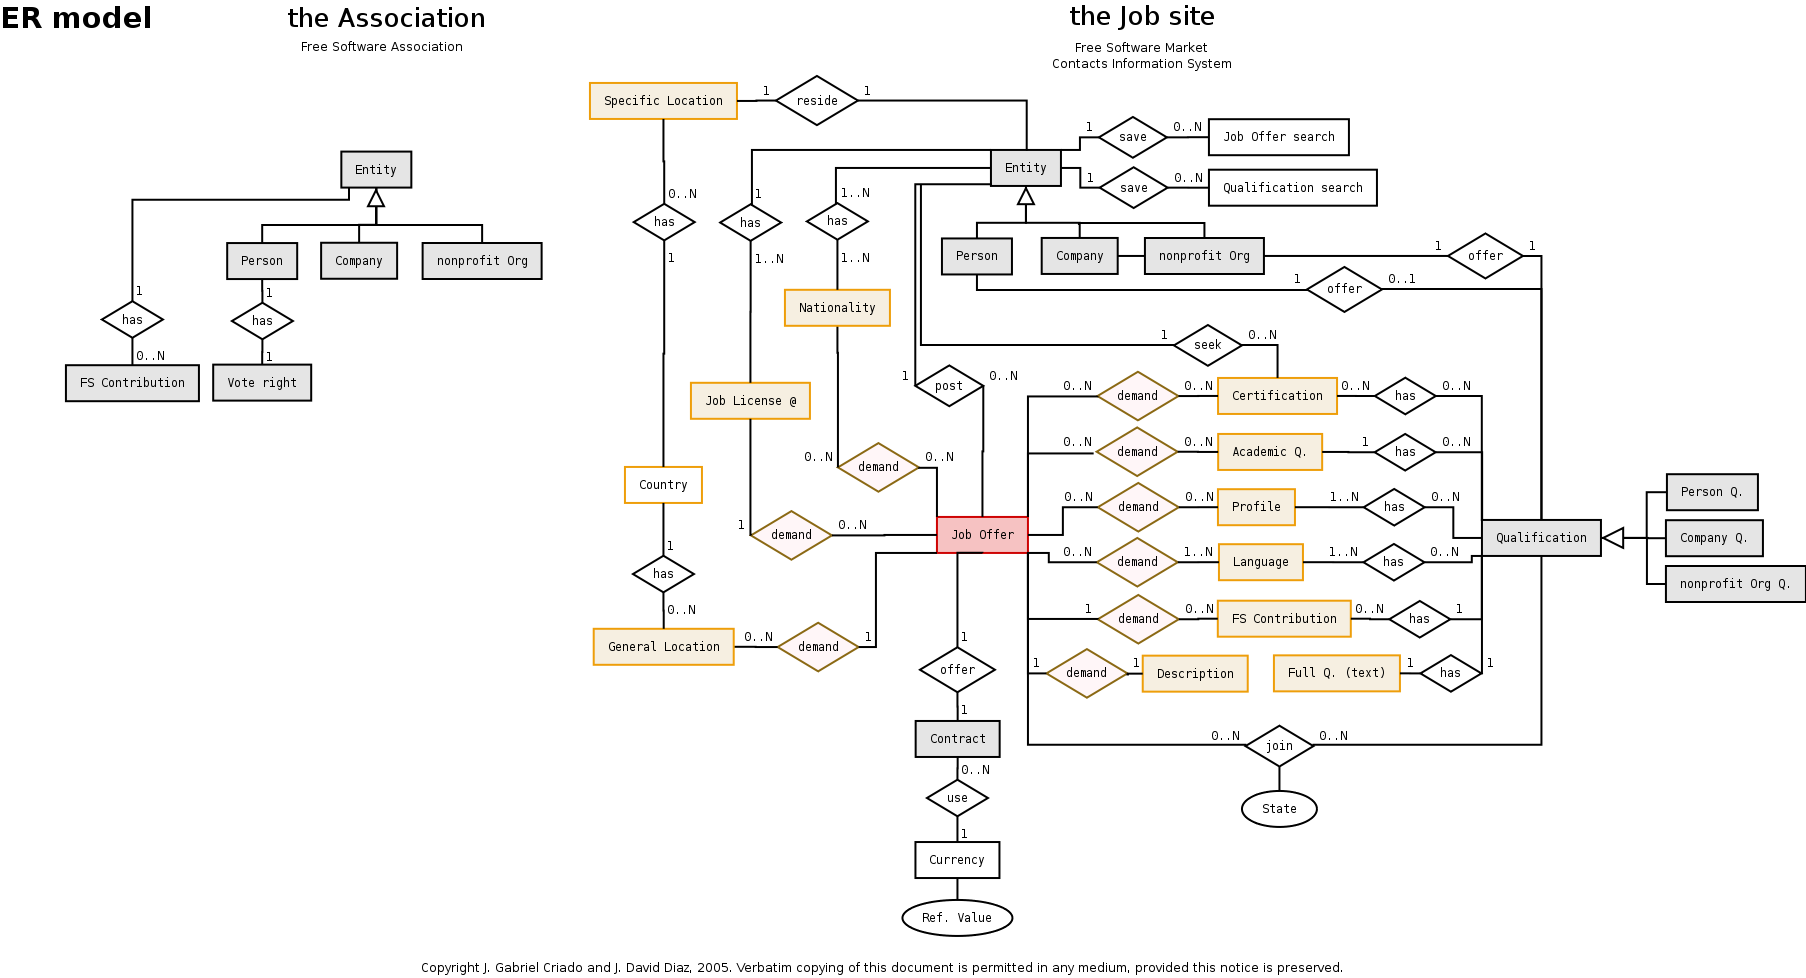 ER model
the Association
Free Software Association
the Job site
Free Software Market
Contacts Information System
Specific Location
1
reside
1
1
save
0..N
Job Offer search
Entity
Entity
1
save
0..N
Qualification search
0..N
has
1
1
has
1..N
1..N
has
1..N
Person
Company
nonprofit Org
Person
Company
nonprofit Org
1
offer
1
1
offer
0..1
1
has
0..N
FS Contribution
1
has
1
Vote right
Nationality
1
seek
0..N
1
post
0..N
Job License @
0..N
demand
0..N
Certification
0..N
has
0..N
0..N
demand
0..N
Academic Q.
1
has
0..N
0..N
demand
0..N
Country
0..N
demand
0..N
Profile
1..N
has
0..N
Person Q.
1
demand
0..N
Job Offer
Qualification
Company Q.
0..N
demand
1..N
Language
1..N
has
0..N
nonprofit Org Q.
1
has
0..N
1
demand
0..N
FS Contribution
0..N
has
1
General Location
0..N
demand
1
1
offer
1
1
demand
1
Description
Full Q. (text)
1
has
1
Contract
0..N
join
0..N
0..N
use
1
State
Currency
Ref. Value
Copyright J. Gabriel Criado and J. David Diaz, 2005. Verbatim copying of this document is permitted in any medium, provided this notice is preserved.